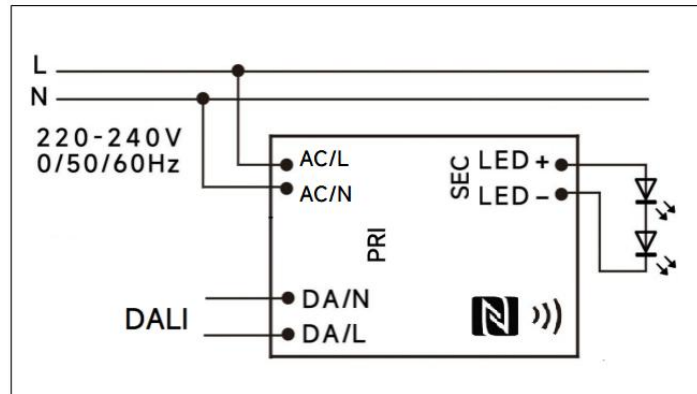 L
N
220-240V
0/50/60Hz
AC/L
AC/N
PRI
SEC
LED +
LED -
DALI
DA/N
DA/L